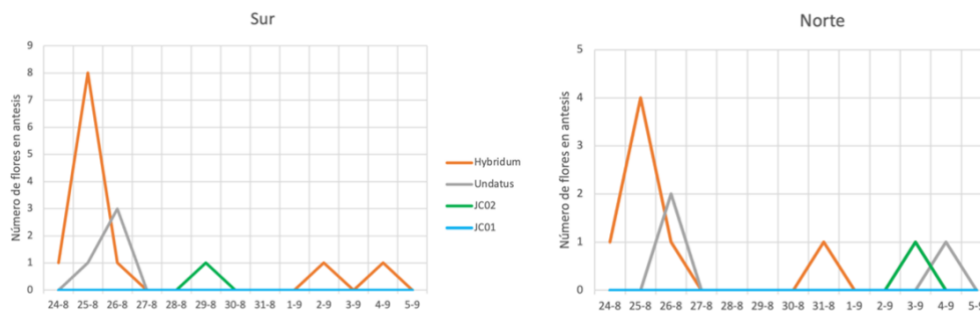 Sur
Número de flores en antesis
9
8
7
6
5
4
3
2
1
0
24-8 25-8 26-8 27-8 28-8 29-8 30-8 31-8 1-9 2-9 3-9 4-9 5-9
Hybridum
Undatus
JC02
JC01
Norte
Número de flores en antesis
5
4
3
2
1
0
24-8 25-8 26-8 27-8 28-8 29-8 30-8 31-8 1-9 2-9 3-9 4-9 5-9